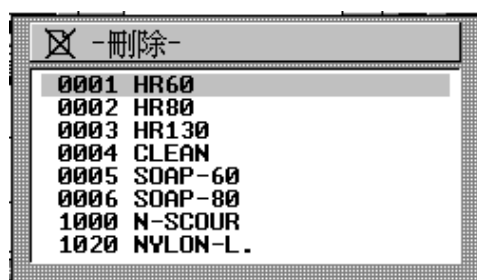 -刪除-
0001 HR60
0002 HR80
0003 HR130
0004 CLEAN
0005 SOAP-60
0006 SOAP-80
1000 N-SCOUR
1020 NYLON-L.